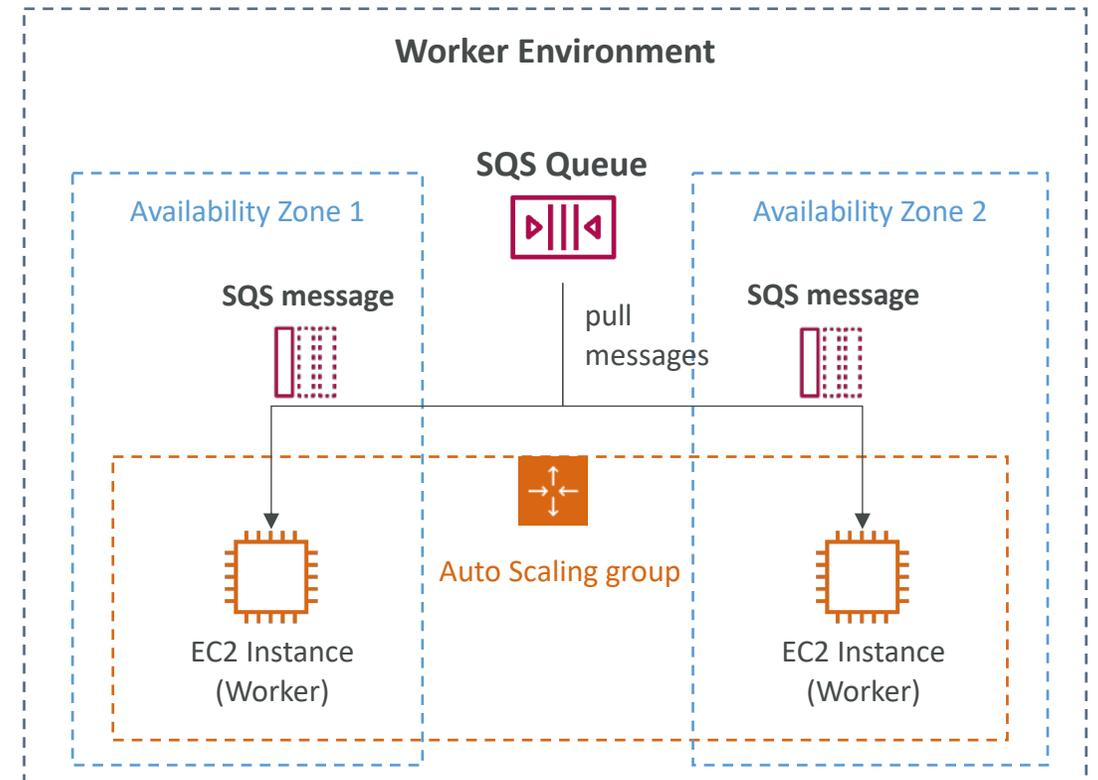 Worker Environment
SQS Queue
Availability Zone 1
Availability Zone 2
SQS message
SQS message
pull
messages
Auto Scaling group
EC2 Instance
(Worker)
EC2 Instance
(Worker)